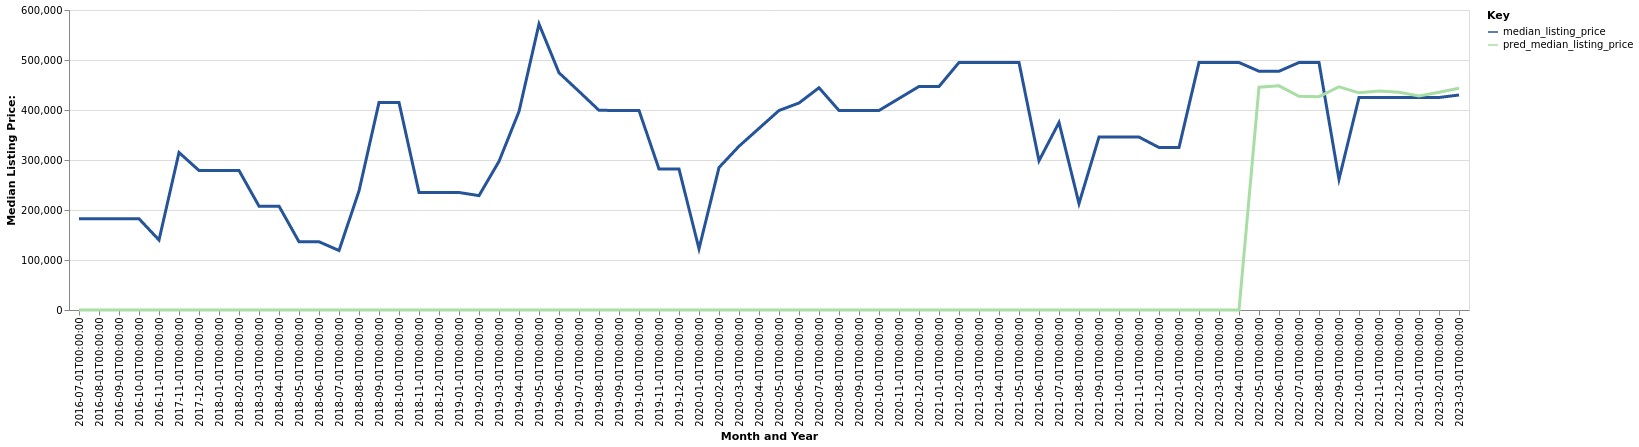 600,000
500,000
400,000
300,000
200,000
100,000
0
Median Listing Price:
2016-07-01T00:00:00
2016-08-01T00:00:00
2016-09-01T00:00:00
2016-10-01T00:00:00
2016-11-01T00:00:00
2017-11-01T00:00:00
2017-12-01T00:00:00
2018-01-01T00:00:00
2018-02-01T00:00:00
2018-03-01T00:00:00
2018-04-01T00:00:00
2018-05-01T00:00:00
2018-06-01T00:00:00
2018-07-01T00:00:00
2018-08-01T00:00:00
2018-09-01T00:00:00
2018-10-01T00:00:00
2018-11-01T00:00:00
2018-12-01T00:00:00
2019-01-01T00:00:00
2019-02-01T00:00:00
2019-03-01T00:00:00
2019-04-01T00:00:00
2019-05-01T00:00:00
2019-06-01T00:00:00
2019-07-01T00:00:00
2019-08-01T00:00:00
2019-09-01T00:00:00
2019-10-01T00:00:00
2019-11-01T00:00:00
2019-12-01T00:00:00
2020-01-01T00:00:00
2020-02-01T00:00:00
2020-03-01T00:00:00
2020-04-01T00:00:00
2020-05-01T00:00:00
2020-06-01T00:00:00
2020-07-01T00:00:00
2020-08-01T00:00:00
2020-09-01T00:00:00
2020-10-01T00:00:00
2020-11-01T00:00:00
2020-12-01T00:00:00
2021-01-01T00:00:00
2021-02-01T00:00:00
2021-03-01T00:00:00
2021-04-01T00:00:00
2021-05-01T00:00:00
2021-06-01T00:00:00
2021-07-01T00:00:00
2021-08-01T00:00:00
2021-09-01T00:00:00
2021-10-01T00:00:00
2021-11-01T00:00:00
2021-12-01T00:00:00
2022-01-01T00:00:00
2022-02-01T00:00:00
2022-03-01T00:00:00
2022-04-01T00:00:00
2022-05-01T00:00:00
2022-06-01T00:00:00
2022-07-01T00:00:00
2022-08-01T00:00:00
2022-09-01T00:00:00
2022-10-01T00:00:00
2022-11-01T00:00:00
2022-12-01T00:00:00
2023-01-01T00:00:00
2023-02-01T00:00:00
2023-03-01T00:00:00
Month and Year
Key
median_listing_price
pred_median_listing_price